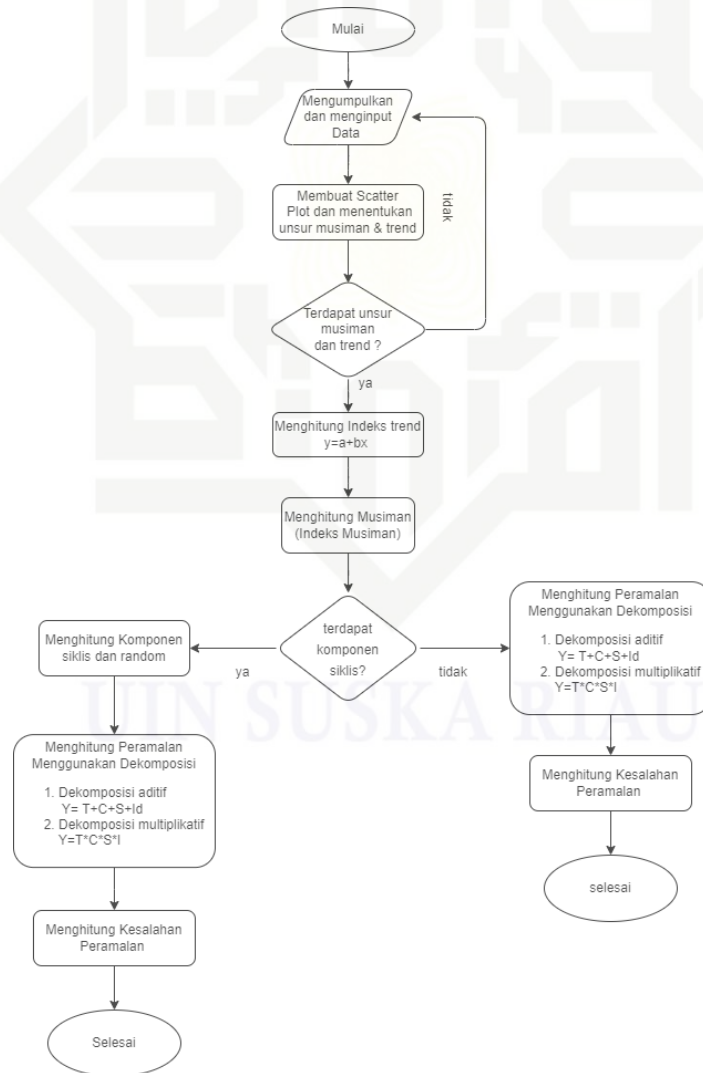 Mulai
Mengumpulkan
dan menginput
Data
Membuat Scatter
Plot dan menentukan
unsur musiman & trend
tidak
Terdapat unsur
musiman
dan trend ?
ya
Menghitung Indeks trend
y=a+bx
Menghitung Musiman
(Indeks Musiman)
terdapat
komponen
siklis?
ya
tidak
Menghitung Komponen
siklis dan random
Menghitung Peramalan
Menggunakan Dekomposisi
1. Dekomposisi aditif
Y= T+C+S+Id
2. Dekomposisi multiplikatif
Y=T*C*S*I
Menghitung Kesalahan
Peramalan
Selesai
Menghitung Peramalan
Menggunakan Dekomposisi
1. Dekomposisi aditif
Y= T+C+S+Id
2. Dekomposisi multiplikatif
Y=T*C*S*I
Menghitung Kesalahan
Peramalan
selesai
UIN SUSKA RIAU